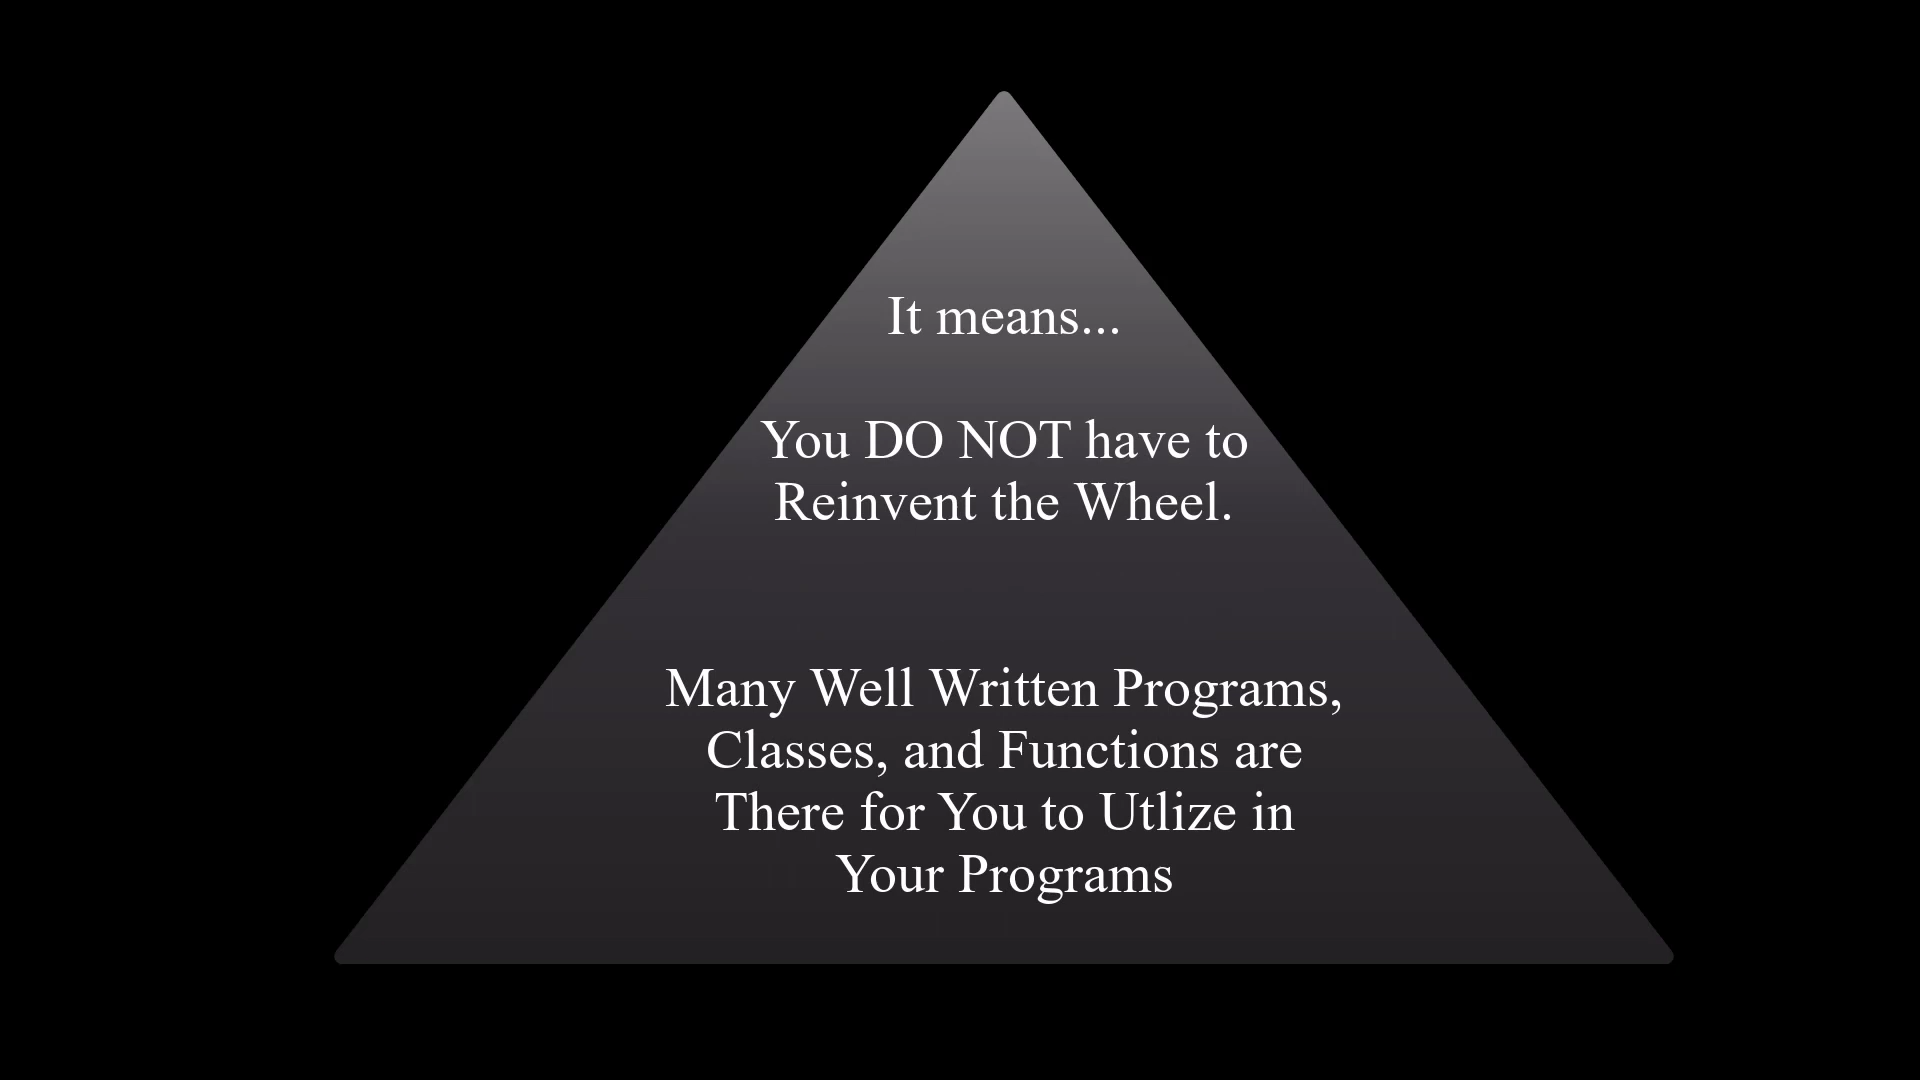 It means...
You DO NOT have to
Reinvent the Wheel.
Many Well Written Programs,
Classes, and Functions are
There for You to Utlize in
Your Programs